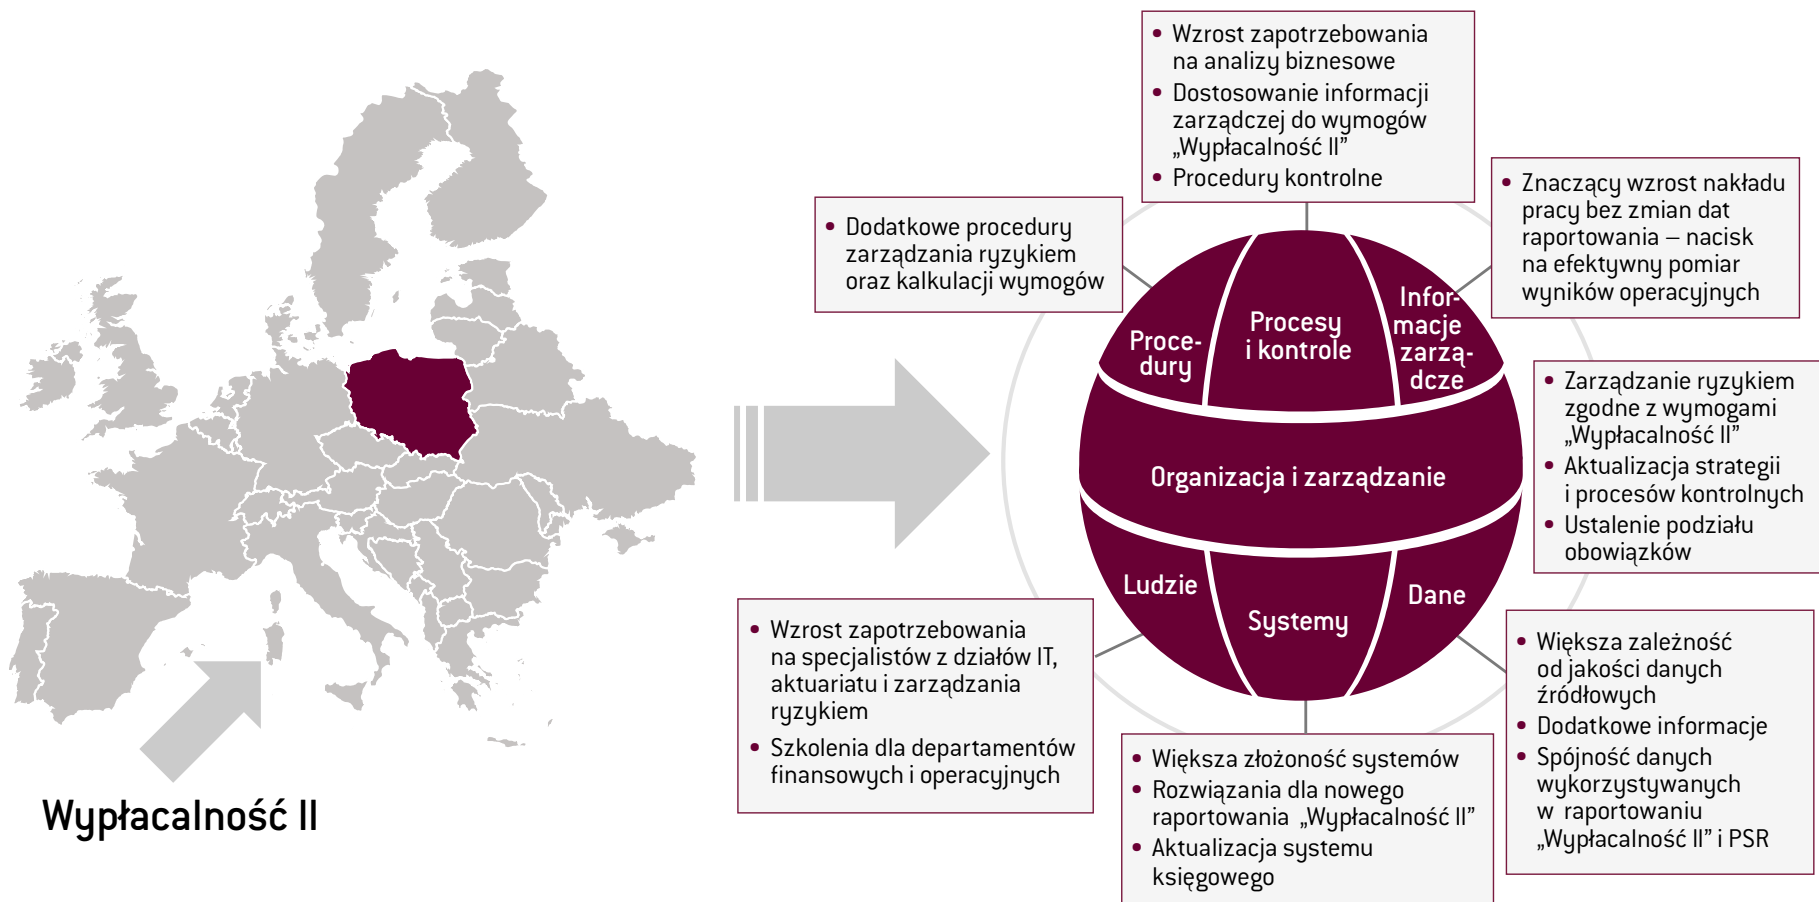 • Wzrost zapotrzebowania
na analizy biznesowe
• Dostosowanie informacji
zarządczej do wymogów
„Wypłacalność II”
• Procedury kontrolne
• Znaczący wzrost nakładu
pracy bez zmian dat
raportowania – nacisk
na efektywny pomiar
wyników operacyjnych
• Dodatkowe procedury
zarządzania ryzykiem
oraz kalkulacji wymogów
Proce-
dury
Procesy
i kontrole
Infor-
macje
zarzą-
dcze
• Zarządzanie ryzykiem
zgodne z wymogami
„Wypłacalność II”
• Aktualizacja strategii
i procesów kontrolnych
• Ustalenie podziału
obowiązków
Organizacja i zarządzanie
Ludzie
Systemy
Dane
• Wzrost zapotrzebowania
na specjalistów z działów IT,
aktuariatu i zarządzania
ryzykiem
• Szkolenia dla departamentów
finansowych i operacyjnych
• Większa zależność
od jakości danych
źródłowych
• Dodatkowe informacje
• Spójność danych
wykorzystywanych
w raportowaniu
„Wypłacalność II” i PSR
• Większa złożoność systemów
• Rozwiązania dla nowego
raportowania „Wypłacalność II”
• Aktualizacja systemu
księgowego
Wypłacalność II